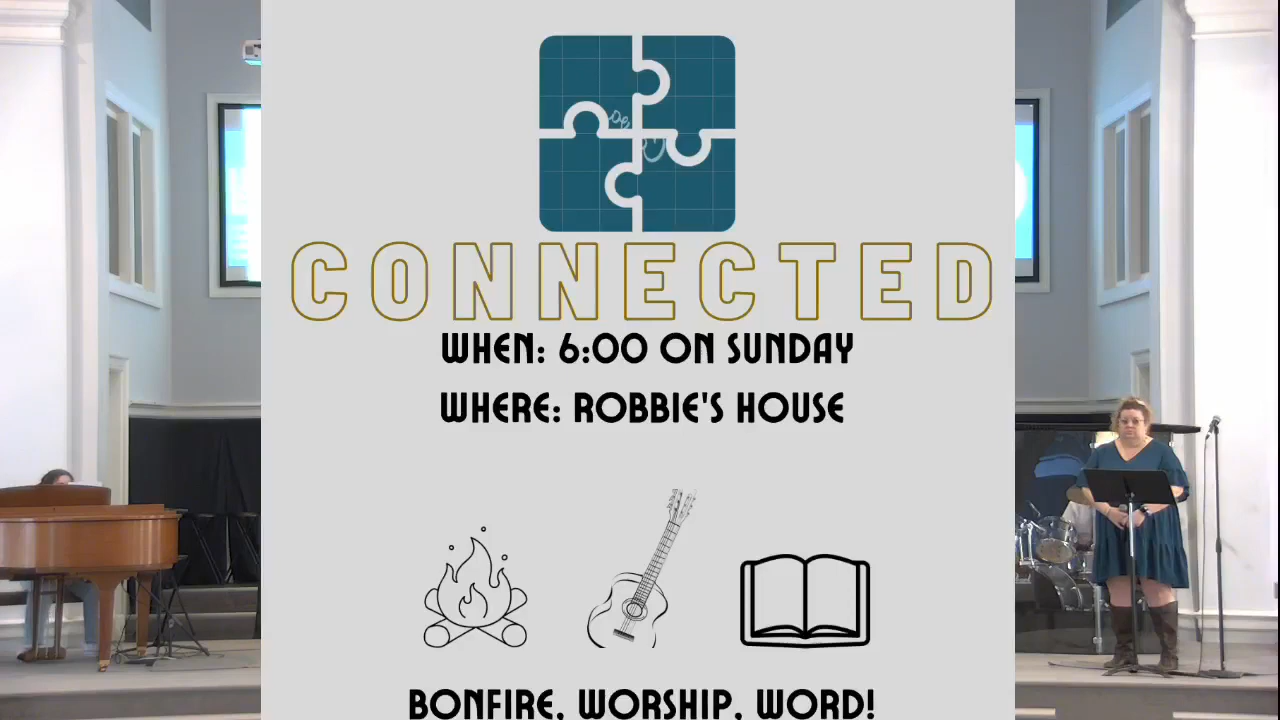 CONNECTED
WHEN: 6:00 ON SUNDAY
WHERE: ROBBIE'S HOUSE
BONFIRE, WORSHIP, WORD!